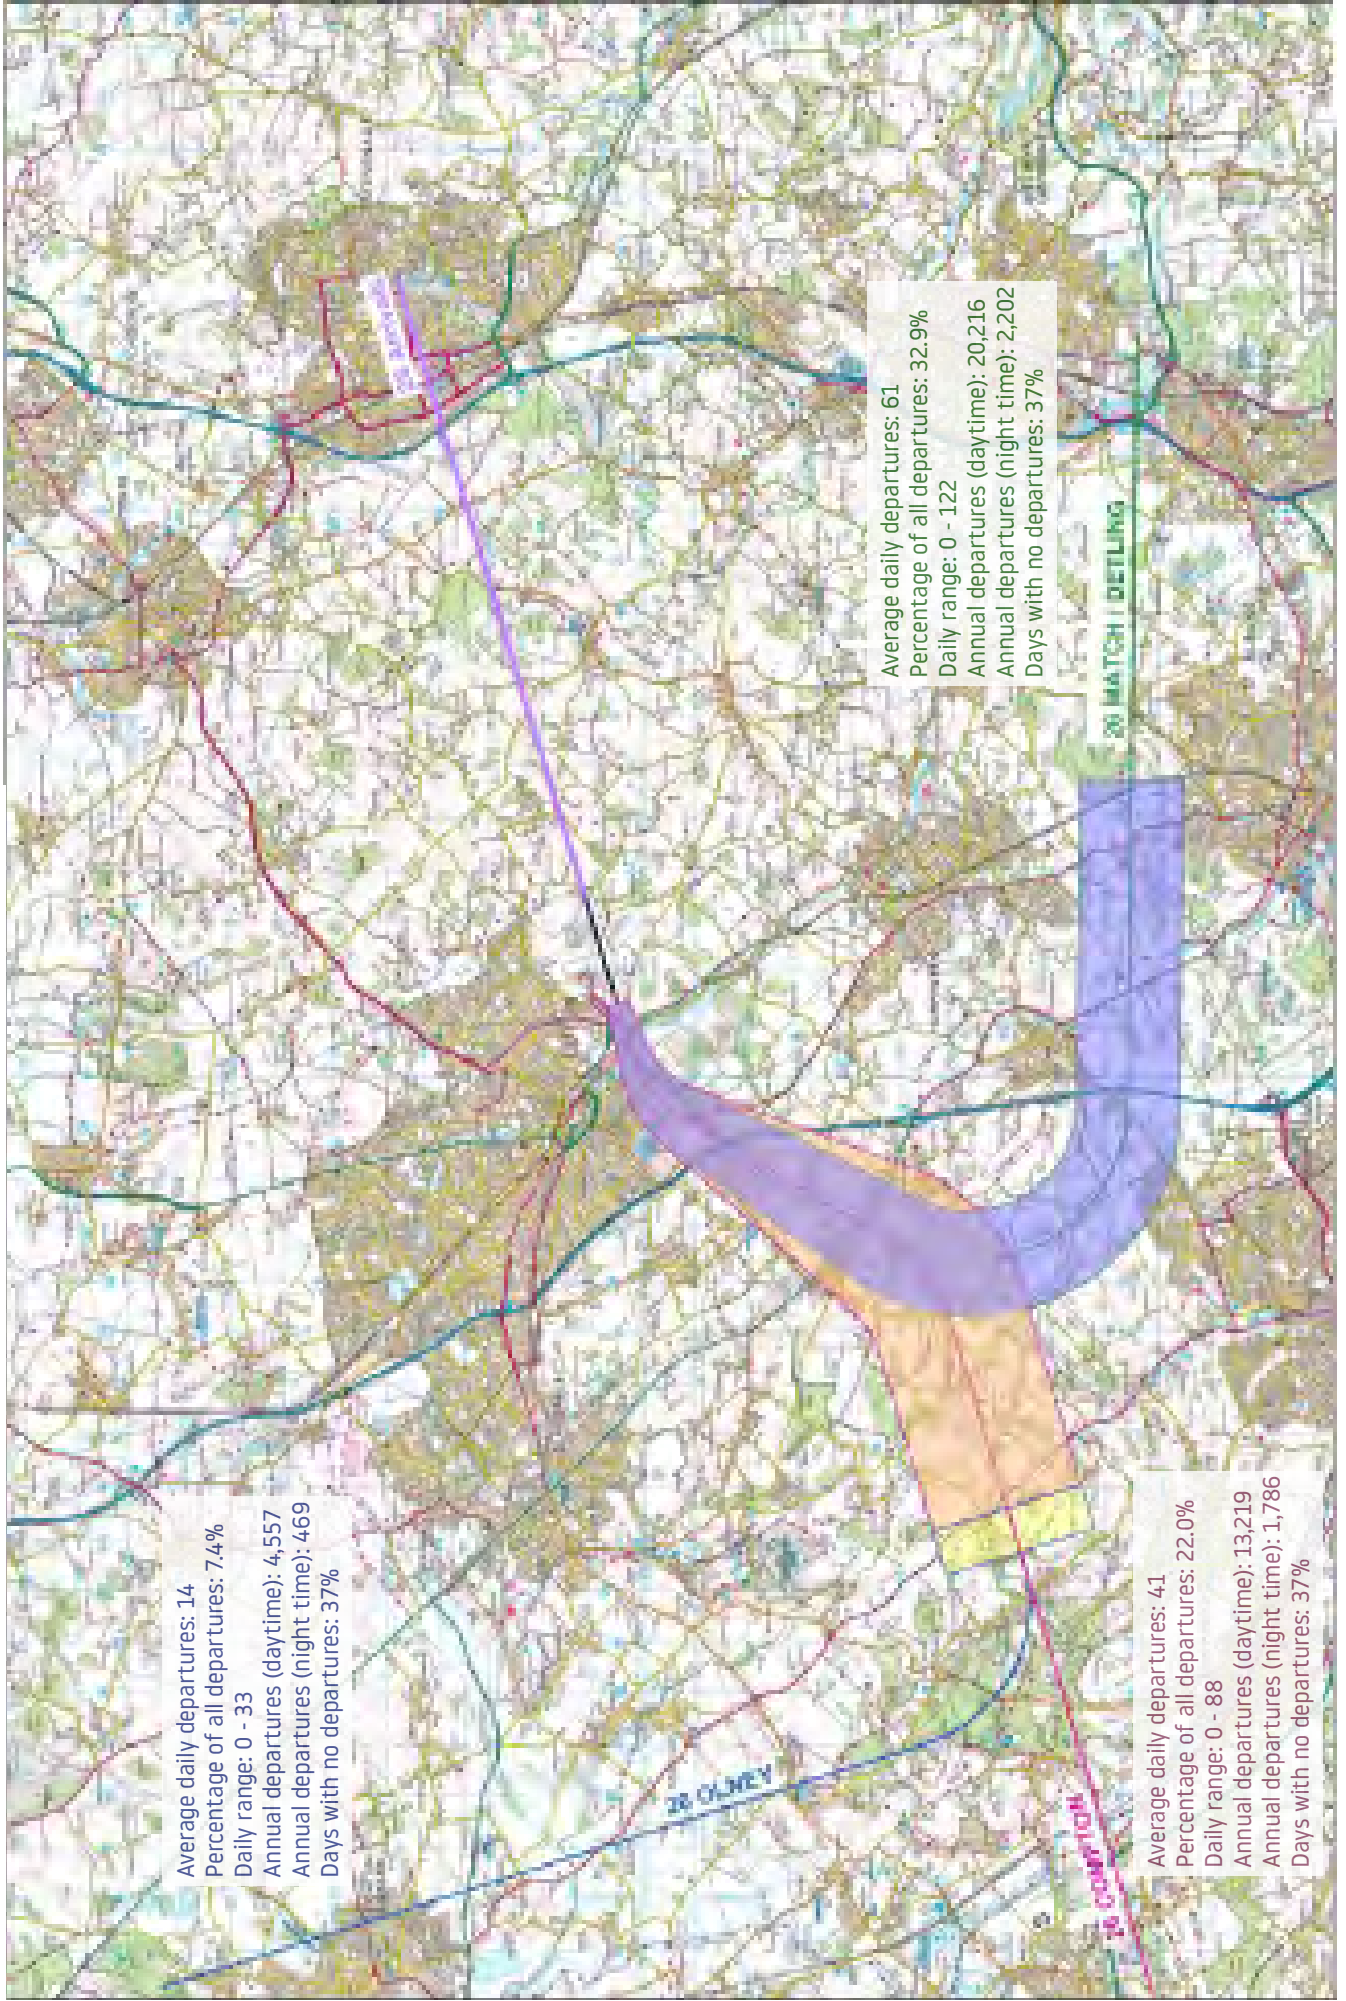 Average daily departures: 14
Percentage of all departures: 7.4%
Daily range: 0 - 33
Annual departures (daytime): 4,557
Annual departures (night time): 469
Days with no departures: 37%
26 OLNEY
Average daily departures: 41
Percentage of all departures: 22.0%
Daily range: 0 - 88
Annual departures (daytime): 13,219
Annual departures (night time): 1,786
Days with no departures: 37%
26 COMPTON
Average daily departures: 61
Percentage of all departures: 32.9%
Daily range: 0 - 122
Annual departures (daytime): 20,216
Annual departures (night time): 2,202
Days with no departures: 37%
26 MATCH | DETLING